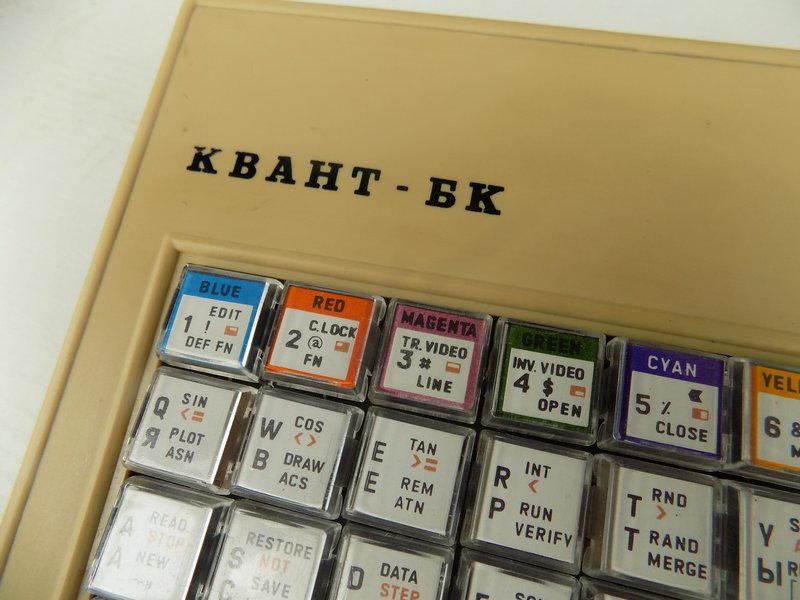 КВАНТ-БК
BLUE
EDIT
1 !
DEF FN
RED
C.LOCK
2 @
FN
MAGENTA
TR. VIDEO
3 #
LINE
GREEN
INV. VIDEO
4 $
OPEN
CYAN
5 %
CLOSE
6 &
Q SIN
<=
Я PLOT
ASN
W COS
<>
В DRAW
ACS
E TAN
>=
Е REM
ATN
R INT
<
Р RUN
VERIFY
T RND
>
Т RAND
MERGE
Y
Ы
A READ
STOP
А NEW
S RESTORE
NOT
SAVE
D DATA
STEP